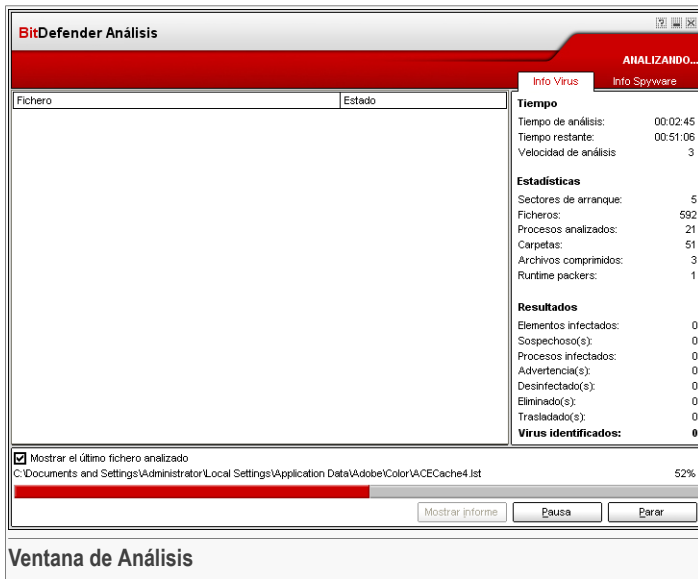 BitDefender Análisis
ANALIZANDO...
Info Virus Info Spyware
Fichero Estado
Tiempo
Tiempo de análisis: 00:02:45
Tiempo restante: 00:51:06
Velocidad de análisis 3
Estadísticas
Sectores de arranque: 5
Ficheros: 592
Procesos analizados: 21
Carpetas: 51
Archivos comprimidos: 3
Runtime packers: 1
Resultados
Elementos infectados: 0
Sospechoso(s): 0
Procesos infectados: 0
Advertencia(s): 0
Desinfectado(s): 0
Eliminado(s): 0
Trasladado(s): 0
Virus identificados: 0
Mostrar el último fichero analizado
C:\Documents and Settings\Administrator\Local Settings\Application Data\Adobe\Color\ACECache4.lst 52%
Mostrar informe Pausa Parar
Ventana de Análisis